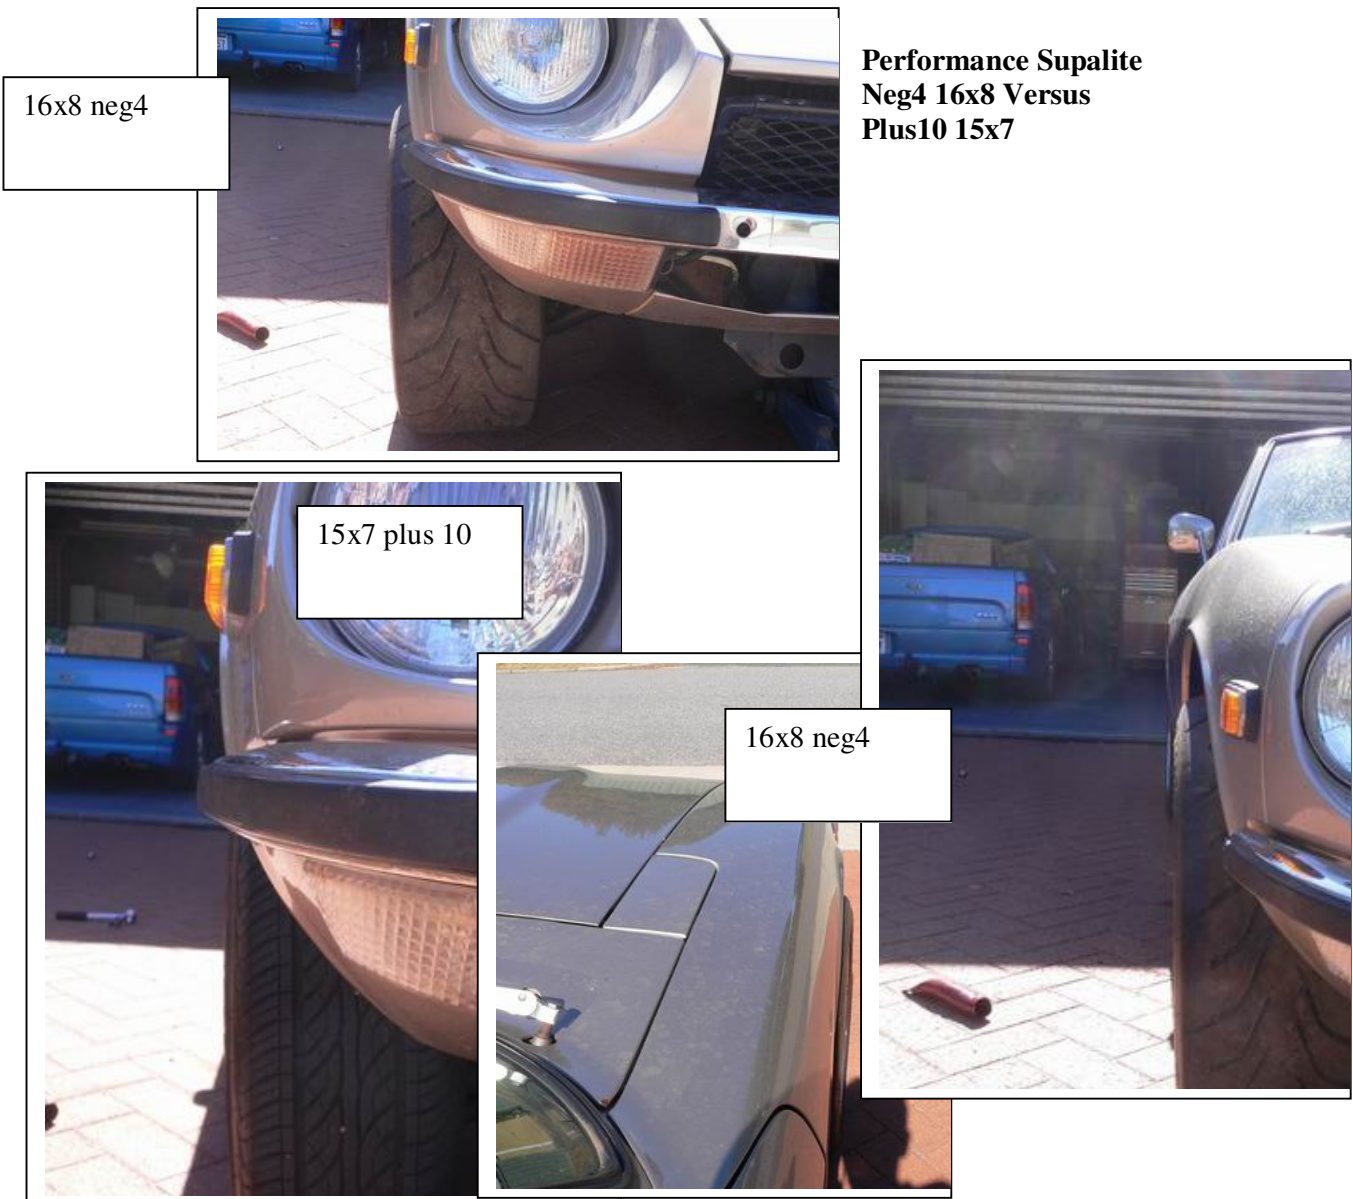 16x8 neg4
Performance Supalite
Neg4 16x8 Versus
Plus10 15x7
15x7 plus 10
16x8 neg4